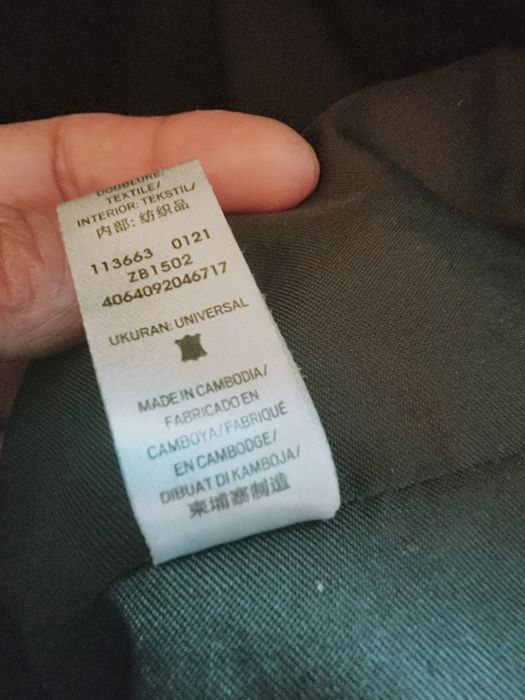 DOUBLURE:
TEXTILE/
INTERIOR: TEKSTIL/
内部: 纺织品
113663 0121
ZB1502
4064092046717
UKURAN: UNIVERSAL
MADE IN CAMBODIA/
FABRICADO EN
CAMBOYA/FABRIQUÉ
EN CAMBODGE/
DIBUAT DI KAMBOJA/
柬埔寨制造